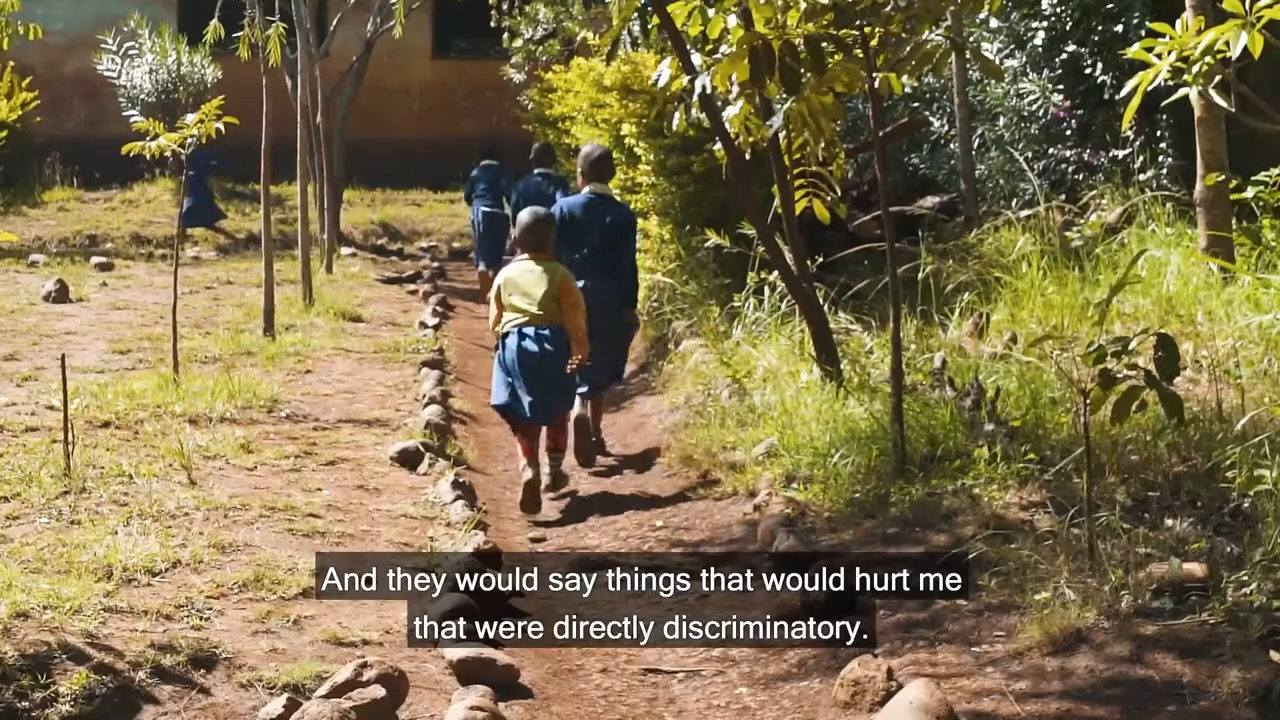 And they would say things that would hurt me
that were directly discriminatory.